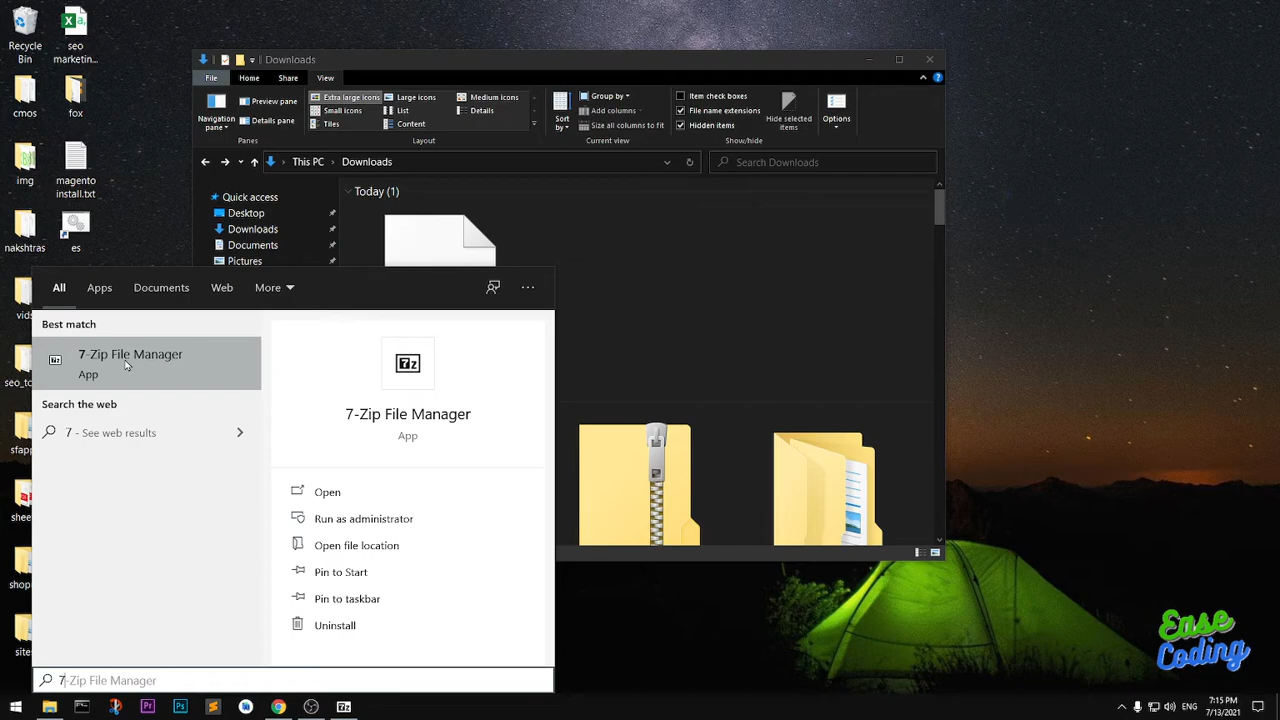 Recycle
Bin
marketin...
cmos
fox
img
magento
install.txt
nakshtras
es
seo_to
sfapp
shop
site
Downloads
File
Home
Share
View
Navigation
pane
Preview pane
Details pane
Panes
Extra large icons
Large icons
Medium icons
Small icons
List
Details
Tiles
Content
Layout
Sort
by
Group by
Add columns
Size all columns to fit
Current view
Item check boxes
File name extensions
Hidden items
Hide selected
items
Show/hide
Options
This PC
Downloads
Search Downloads
Quick access
Desktop
Downloads
Documents
Pictures
Today (1)
All
Apps
Documents
Web
More
Best match
7-Zip File Manager
App
Search the web
7 - See web results
7z
7-Zip File Manager
App
Open
Run as administrator
Open file location
Pin to Start
Pin to taskbar
Uninstall
7-Zip File Manager
Ease
Coding
Pr
Ps
7z
ENG
7:15 PM
7/13/2021